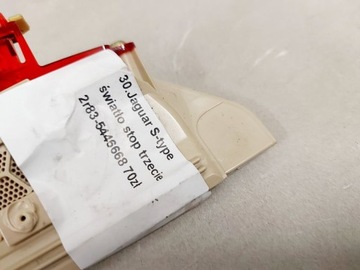 30.Jaguar S-type
światło stop trzecie
2r83-5445668 70zł